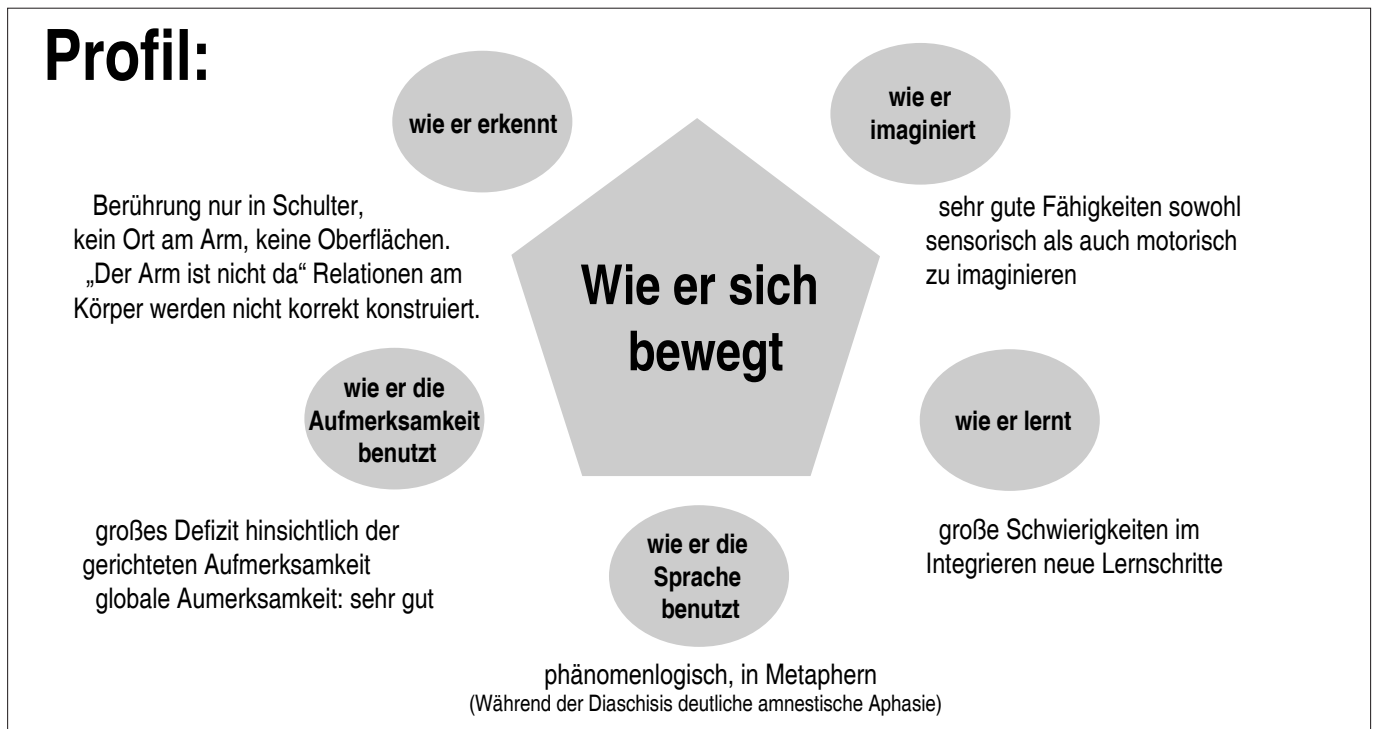 Profil:
wie er erkennt
Berührung nur in Schulter,
kein Ort am Arm, keine Oberflächen.
„Der Arm ist nicht da“ Relationen am
Körper werden nicht korrekt konstruiert.
wie er
imaginiert
sehr gute Fähigkeiten sowohl
sensorisch als auch motorisch
zu imaginieren
Wie er sich
bewegt
wie er die
Aufmerksamkeit
benutzt
großes Defizit hinsichtlich der
gerichteten Aufmerksamkeit
globale Aumerksamkeit: sehr gut
wie er lernt
große Schwierigkeiten im
Integrieren neue Lernschritte
wie er die
Sprache
benutzt
phänomenlogisch, in Metaphern
(Während der Diaschisis deutliche amnestische Aphasie)